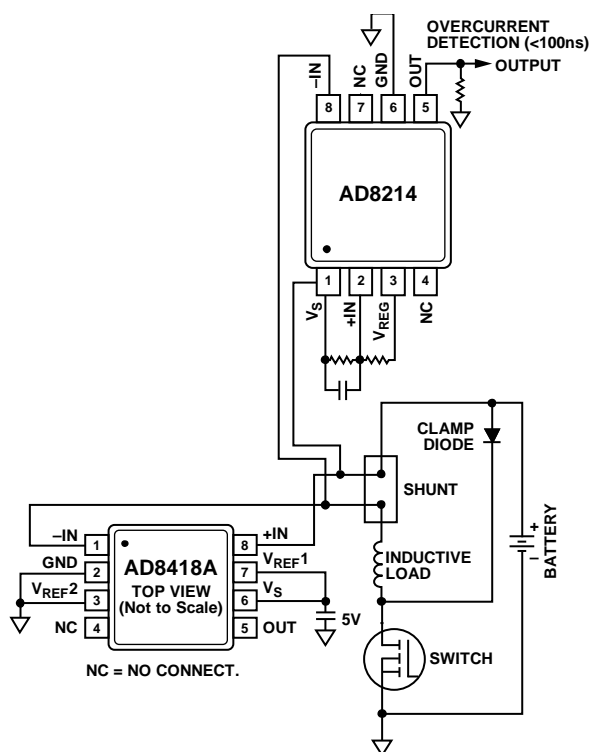 OVERCURRENT
DETECTION (<100ns)
OUTPUT
–IN
NC
GND
OUT
8
7
6
5
AD8214
1
2
3
4
VS
+IN
VREG
NC
CLAMP
DIODE
SHUNT
BATTERY
+
–
INDUCTIVE
LOAD
SWITCH
–IN
1
GND
2
VREF2
3
NC
4
AD8418A
TOP VIEW
(Not to Scale)
8
+IN
7
VREF1
6
VS
5
OUT
5V
NC = NO CONNECT.